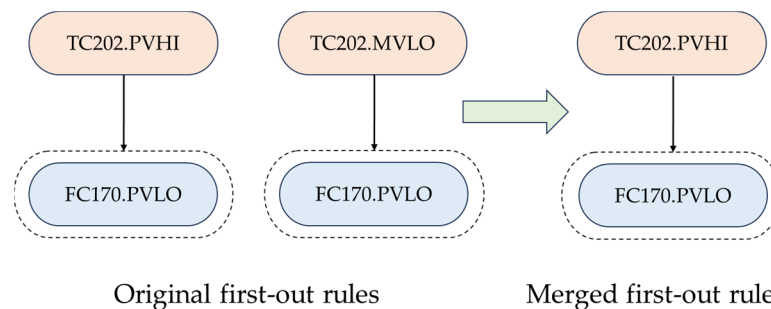 TC202.PVHI TC202.MVLO TC202.PVHI
FC170.PVLO FC170.PVLO FC170.PVLO
Original first-out rules Merged first-out rule